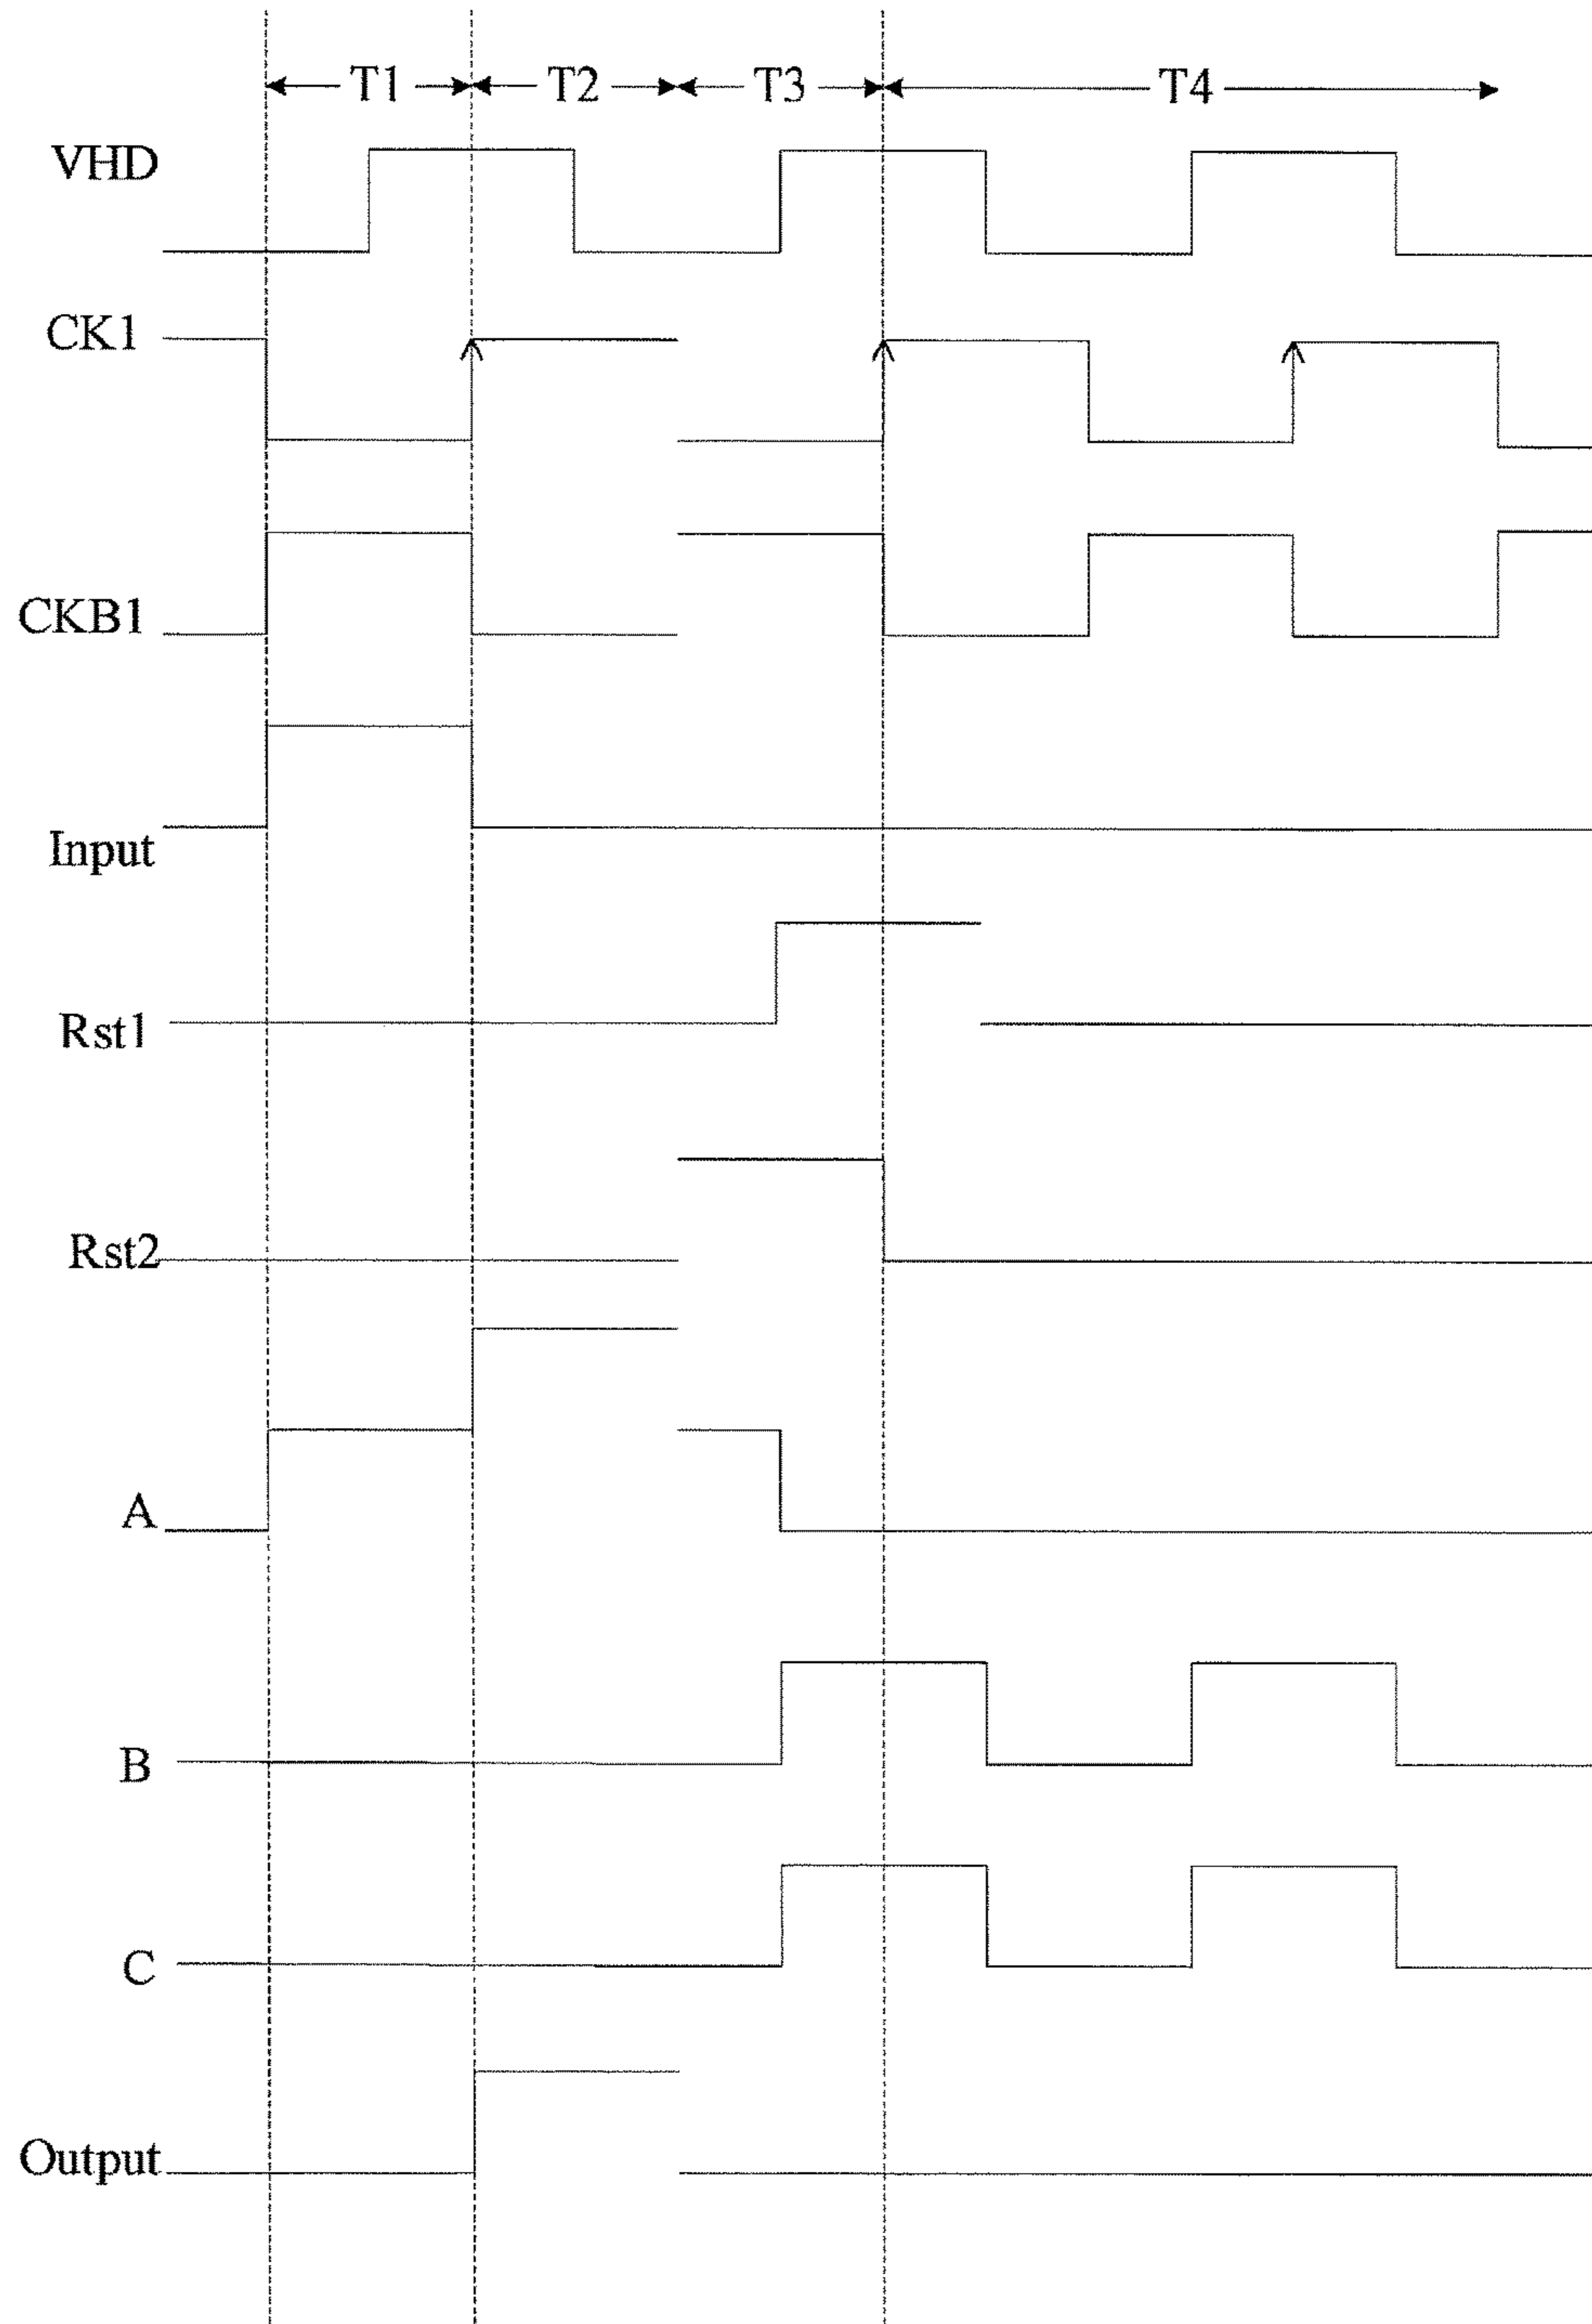 T1 T2 T3 T4
VHD
CK1
CKB1
Input
Rst1
Rst2
A
B
C
Output